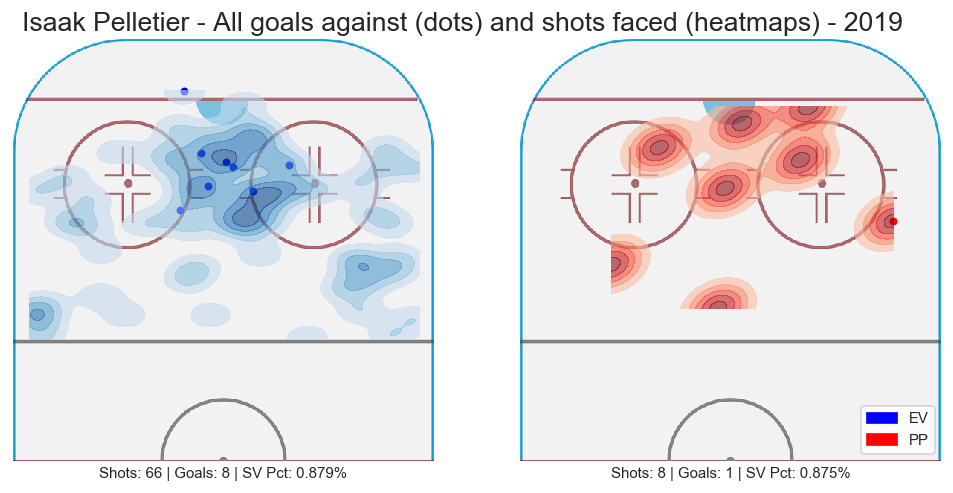 Isaak Pelletier - All goals against (dots) and shots faced (heatmaps) - 2019
EV
PP
Shots: 66 | Goals: 8 | SV Pct: 0.879%
Shots: 8 | Goals: 1 | SV Pct: 0.875%